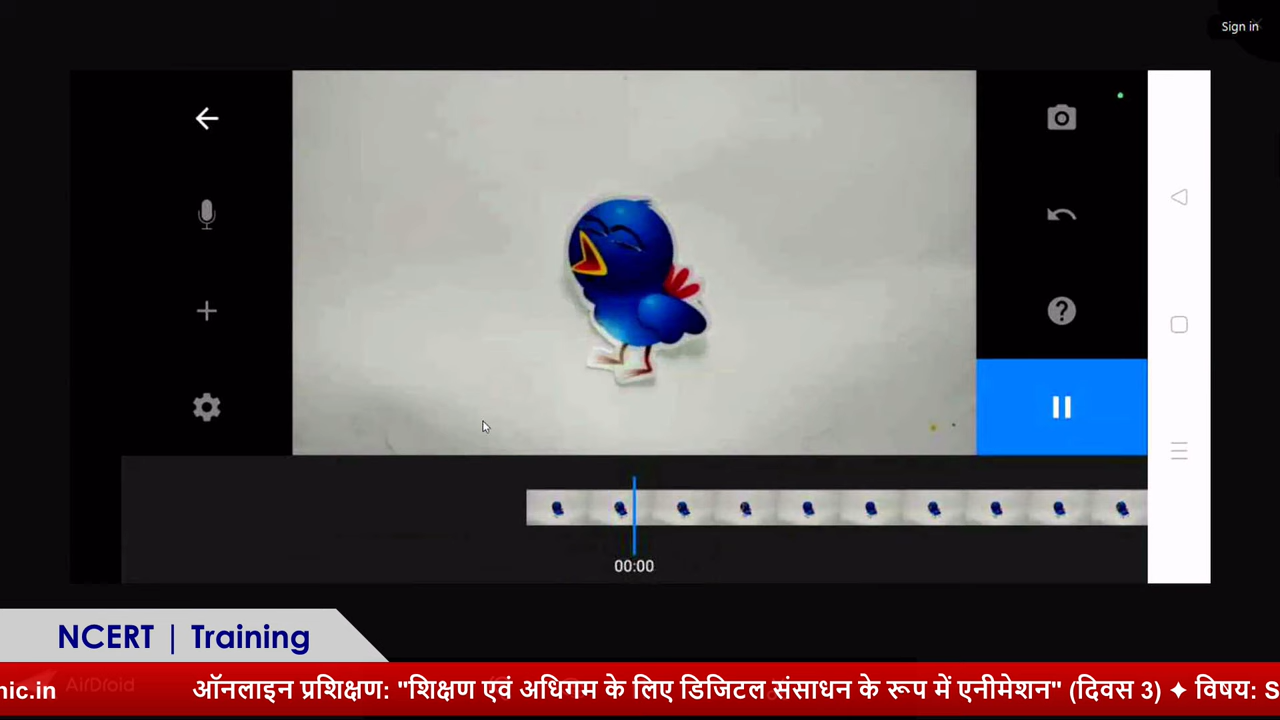 Sign in
00:00
NCERT | Training
AirDroid
nic.in ऑनलाइन प्रशिक्षण: "शिक्षण एवं अधिगम के लिए डिजिटल संसाधन के रूप में एनीमेशन" (दिवस 3) ✦ विषय: S